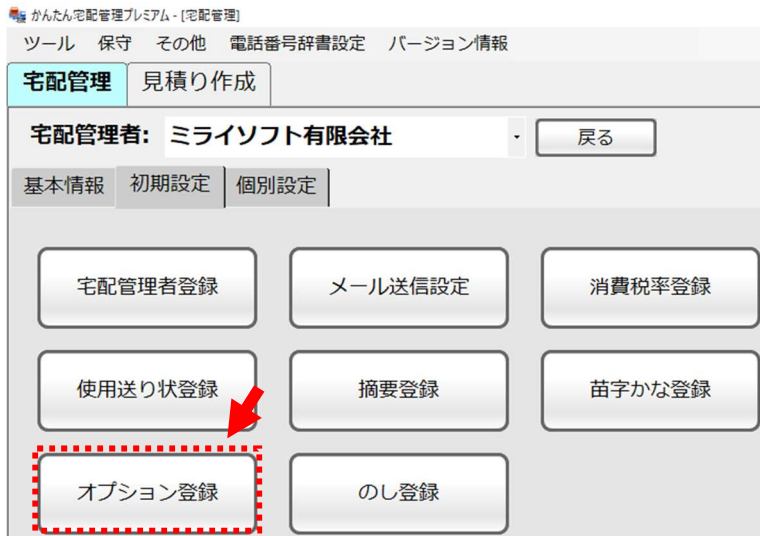 かんたん宅配管理プレミアム - [宅配管理]
ツール 保守 その他 電話番号辞書設定 バージョン情報
宅配管理 見積り作成
宅配管理者: ミライソフト有限会社 戻る
基本情報 初期設定 個別設定
宅配管理者登録 メール送信設定 消費税率登録
使用送り状登録 摘要登録 苗字かな登録
オプション登録 のし登録